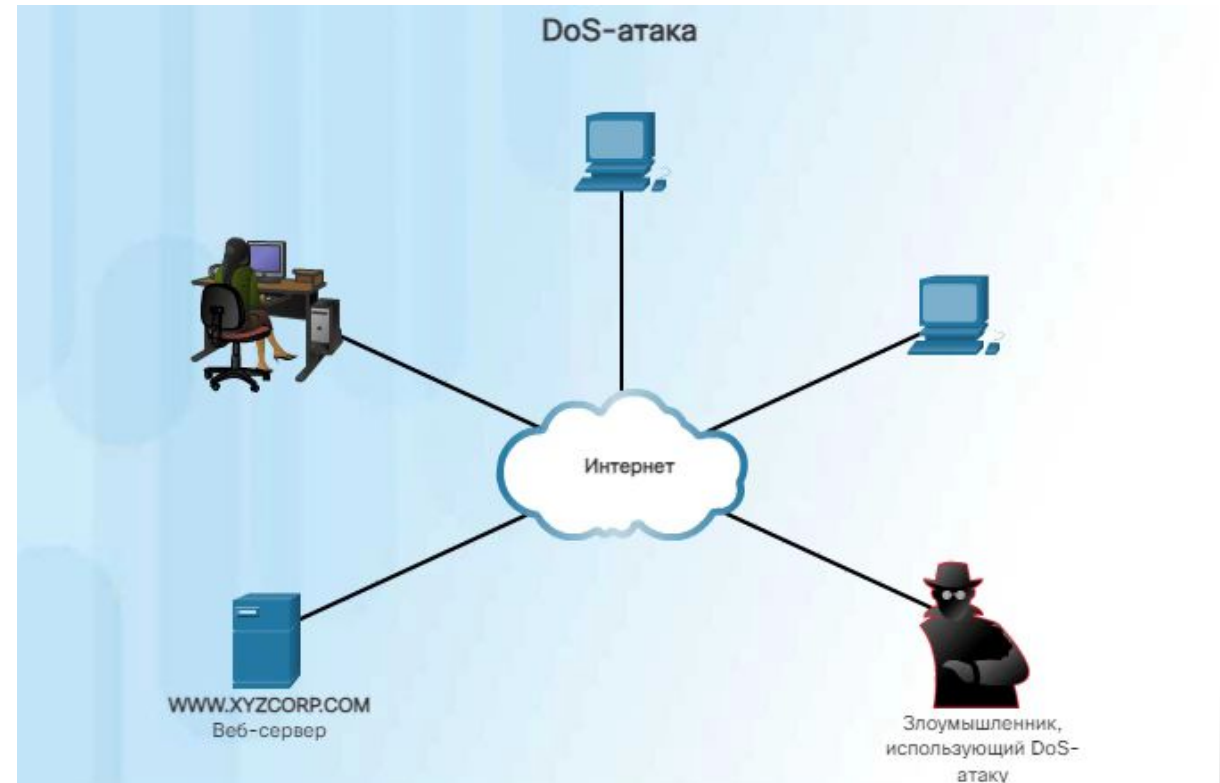 DoS-атака
Интернет
WWW.XYZCORP.COM
Веб-сервер
Злоумышленник,
использующий DoS-
атаку